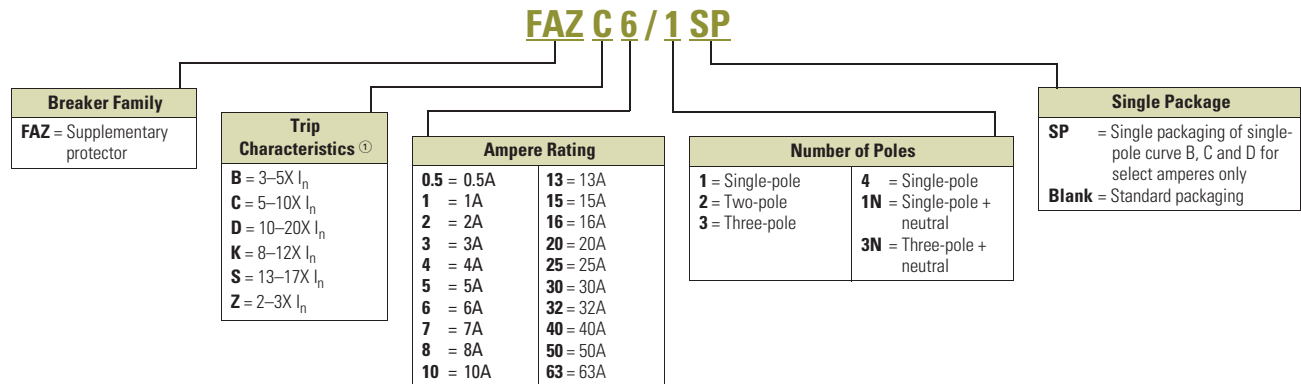 FAZ C 6 / 1 SP
Breaker Family
FAZ = Supplementary
protector
Trip
Characteristics ①
B = 3–5X In
C = 5–10X In
D = 10–20X In
K = 8–12X In
S = 13–17X In
Z = 2–3X In
Ampere Rating
0.5 = 0.5A
1 = 1A
2 = 2A
3 = 3A
4 = 4A
5 = 5A
6 = 6A
7 = 7A
8 = 8A
10 = 10A
13 = 13A
15 = 15A
16 = 16A
20 = 20A
25 = 25A
30 = 30A
32 = 32A
40 = 40A
50 = 50A
63 = 63A
Number of Poles
1 = Single-pole
2 = Two-pole
3 = Three-pole
4 = Single-pole
1N = Single-pole +
neutral
3N = Three-pole +
neutral
Single Package
SP = Single packaging of single-
pole curve B, C and D for
select amperes only
Blank = Standard packaging